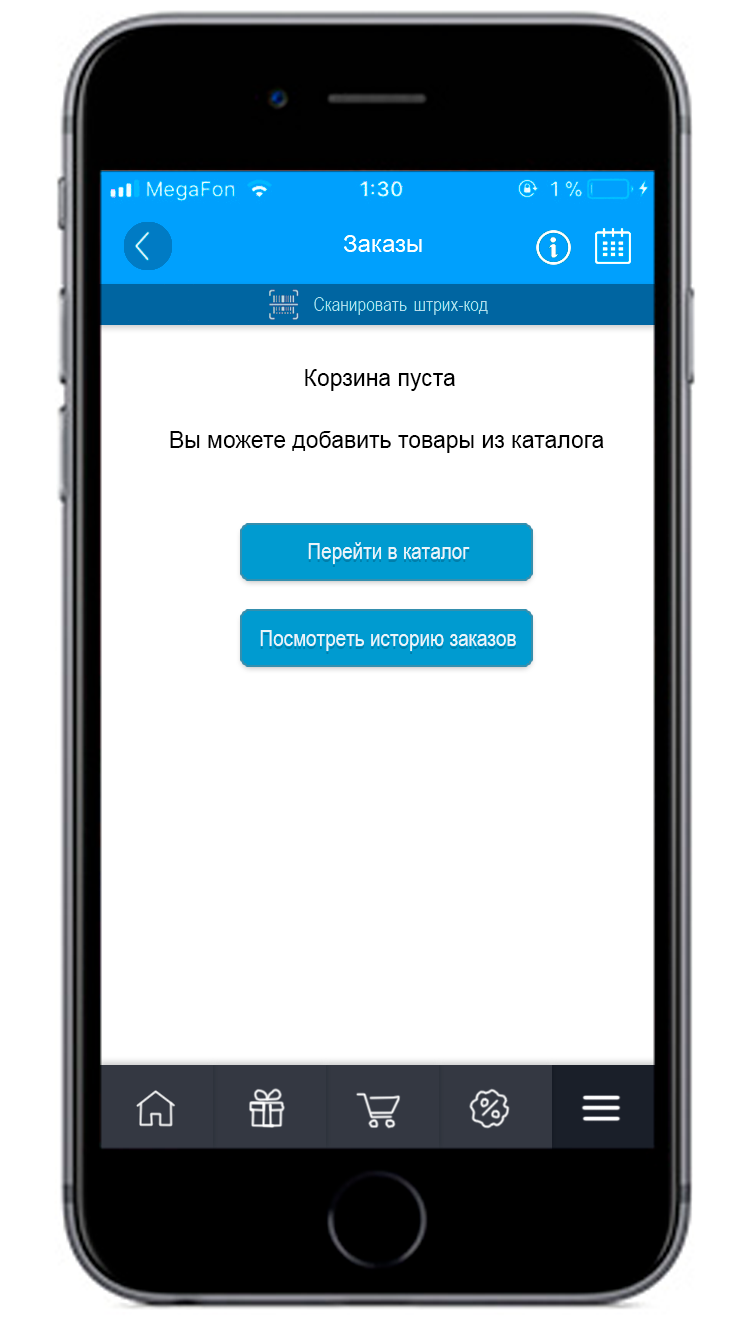 MegaFon 1:30 1 %
Заказы
Сканировать штрих-код
Корзина пуста
Вы можете добавить товары из каталога
Перейти в каталог
Посмотреть историю заказов